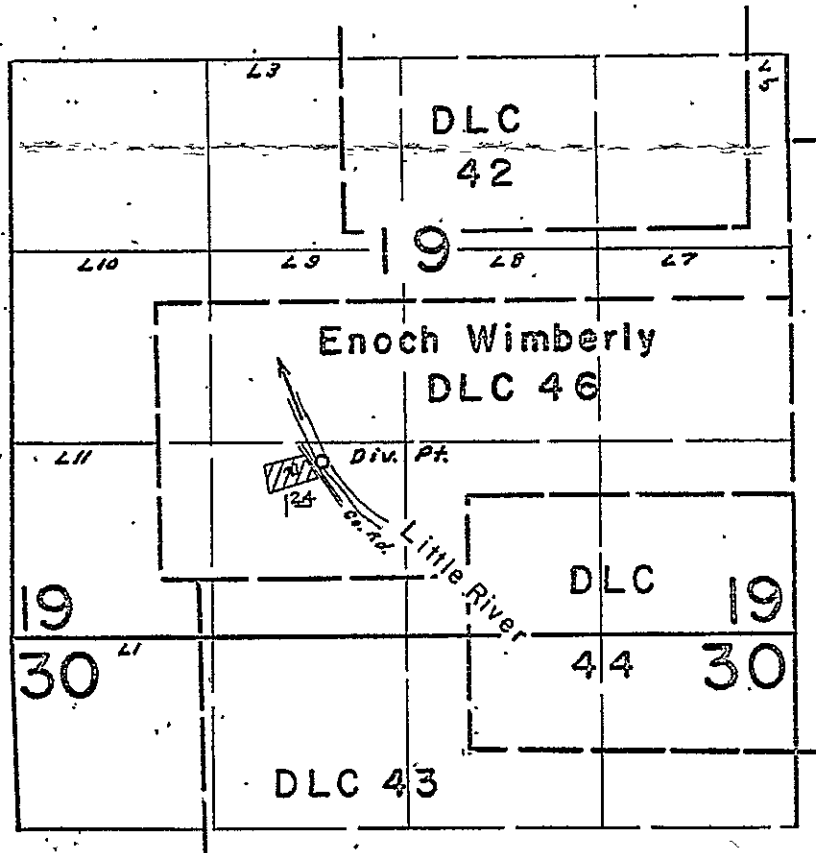 L3
L5
DLC
42
19
L10
L9
L8
L7
Enoch Wimberly
DLC 46
L11
Div. Pt.
Co. Rd.
Little River
DLC
19
19
L1
30
44
30
DLC 43